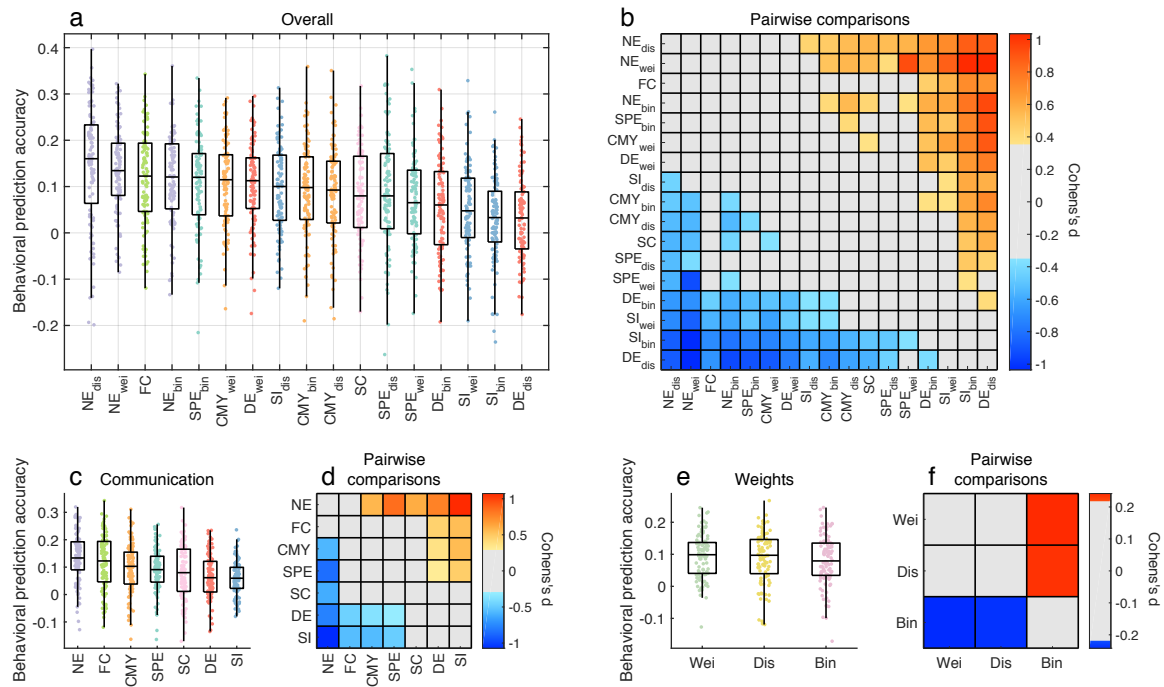 a
Overall
Behavioral prediction accuracy
0.4
0.3
0.2
0.1
0
-0.1
-0.2
NEdis
NEwei
FC
NEbin
SPEbin
CMYwei
DEwei
SIdis
CMYbin
CMYdis
SC
SPEdis
SPEwei
DEbin
SIwei
SIbin
DEdis
b
Pairwise comparisons
NEdis
NEwei
FC
NEbin
SPEbin
CMYwei
DEwei
SIdis
CMYbin
CMYdis
SC
SPEdis
SPEwei
DEbin
SIwei
SIbin
DEdis
NEdis
NEwei
FC
NEbin
SPEbin
CMYwei
DEwei
SIdis
CMYbin
CMYdis
SC
SPEdis
SPEwei
DEbin
SIwei
SIbin
DEdis
1
0.8
0.6
0.4
0.2
0
-0.2
-0.4
-0.6
-0.8
-1
Cohens's d
c
Communication
Behavioral prediction accuracy
0.3
0.2
0.1
0
-0.1
NE
FC
CMY
SPE
SC
DE
SI
d
Pairwise
comparisons
NE
FC
CMY
SPE
SC
DE
SI
NE
FC
CMY
SPE
SC
DE
SI
1
0.5
0
-0.5
-1
Cohens's d
e
Weights
Behavioral prediction accuracy
0.2
0.1
0
-0.1
Wei
Dis
Bin
f
Pairwise
comparisons
Wei
Dis
Bin
Wei
Dis
Bin
0.2
0.1
0
-0.1
-0.2
Cohens's d